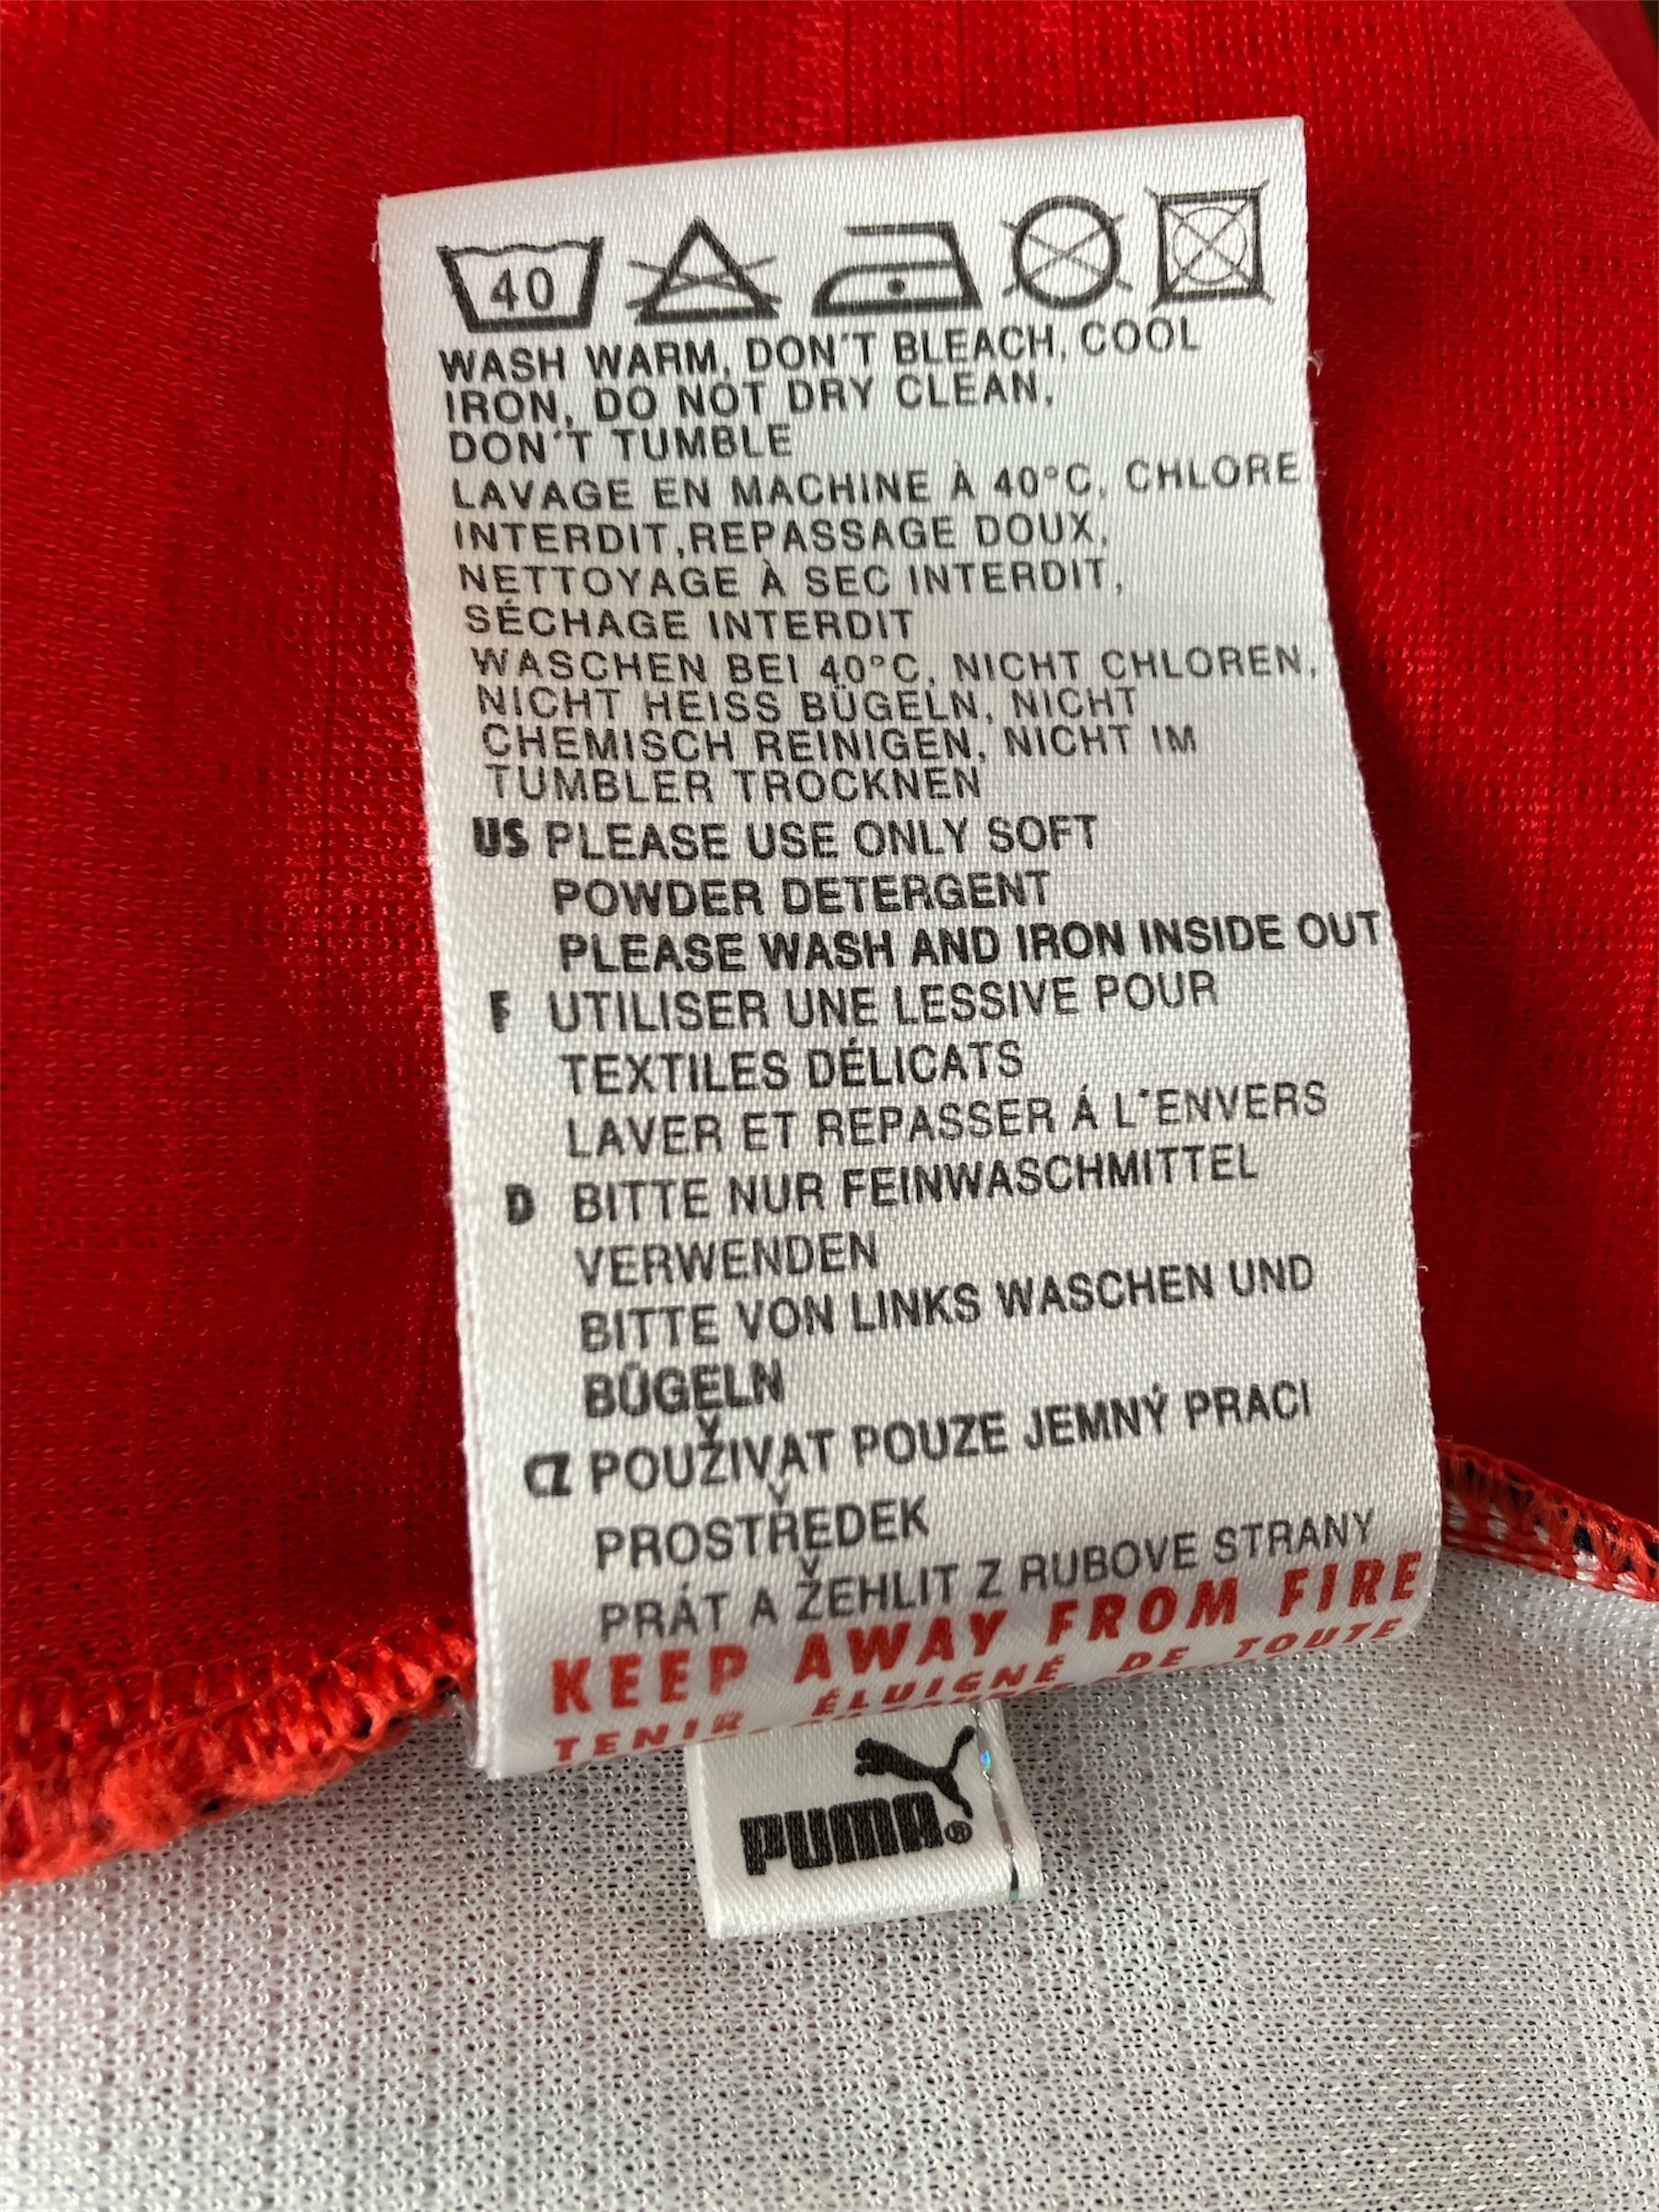 40
WASH WARM, DON'T BLEACH, COOL
IRON, DO NOT DRY CLEAN,
DON'T TUMBLE
LAVAGE EN MACHINE À 40°C, CHLORE
INTERDIT,REPASSAGE DOUX,
NETTOYAGE À SEC INTERDIT,
SÉCHAGE INTERDIT
WASCHEN BEI 40°C, NICHT CHLOREN,
NICHT HEISS BÜGELN, NICHT
CHEMISCH REINIGEN, NICHT IM
TUMBLER TROCKNEN
US PLEASE USE ONLY SOFT
POWDER DETERGENT
PLEASE WASH AND IRON INSIDE OUT
F UTILISER UNE LESSIVE POUR
TEXTILES DÉLICATS
LAVER ET REPASSER Á L'ENVERS
D BITTE NUR FEINWASCHMITTEL
VERWENDEN
BITTE VON LINKS WASCHEN UND
BÜGELN
CZ POUŽIVAT POUZE JEMNÝ PRACI
PROSTŘEDEK
PRÁT A ŽEHLIT Z RUBOVE STRANY
KEEP AWAY FROM FIRE
TENIR ÉLUIGNÉ DE TOUTE
PUMA®